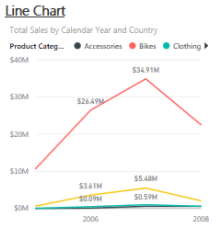 Line Chart
Total Sales by Calendar Year and Country
Product Categ... Accessories Bikes Clothing
$40M
$34.91M
$30M
$26.49M
$20M
$10M
$5.48M
$3.61M
$0.09M $0.59M
$0M
2006 2008